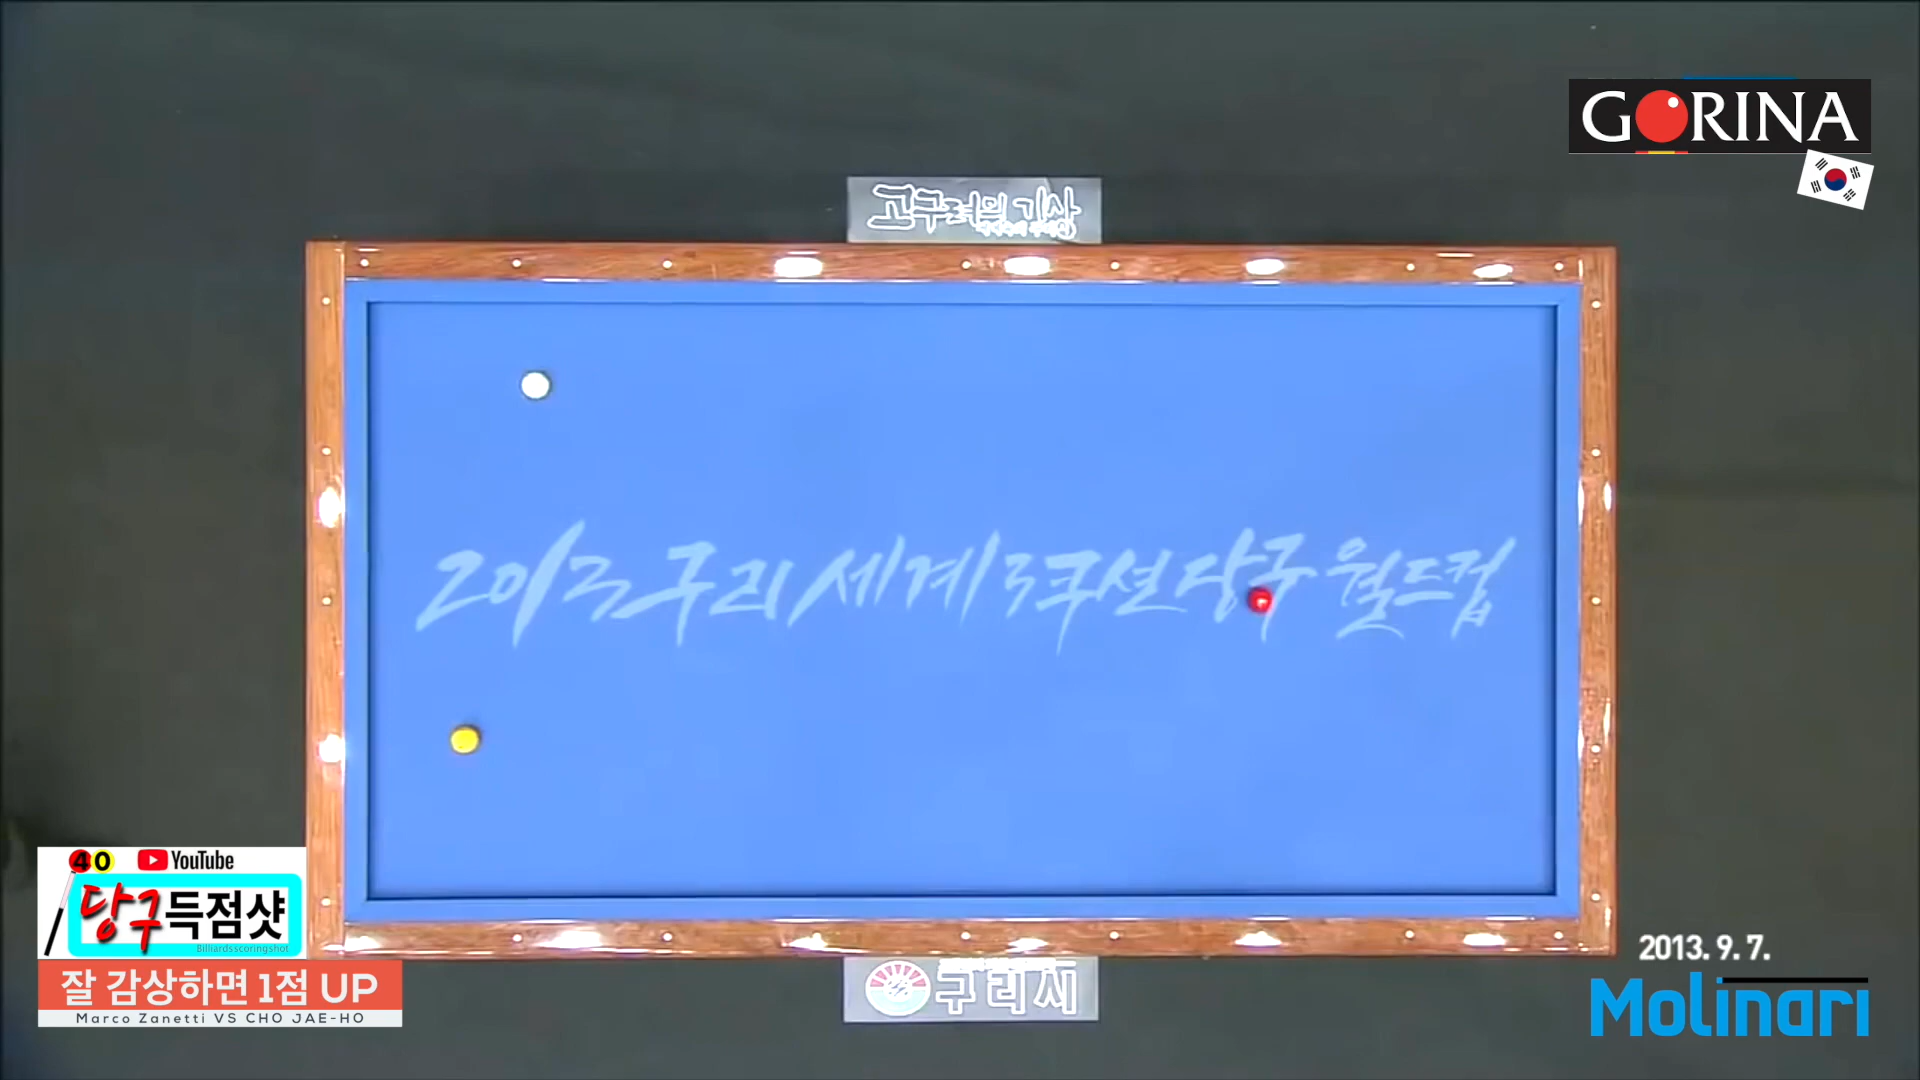 GORINA
고구려의 기상
2013 구리 세계 3쿠션 당구 월드컵
40
YouTube
당구득점샷
Billiardsscoringshot
잘 감상하면 1점 UP
Marco Zanetti VS CHO JAE-HO
구리시
2013. 9. 7.
Molinari